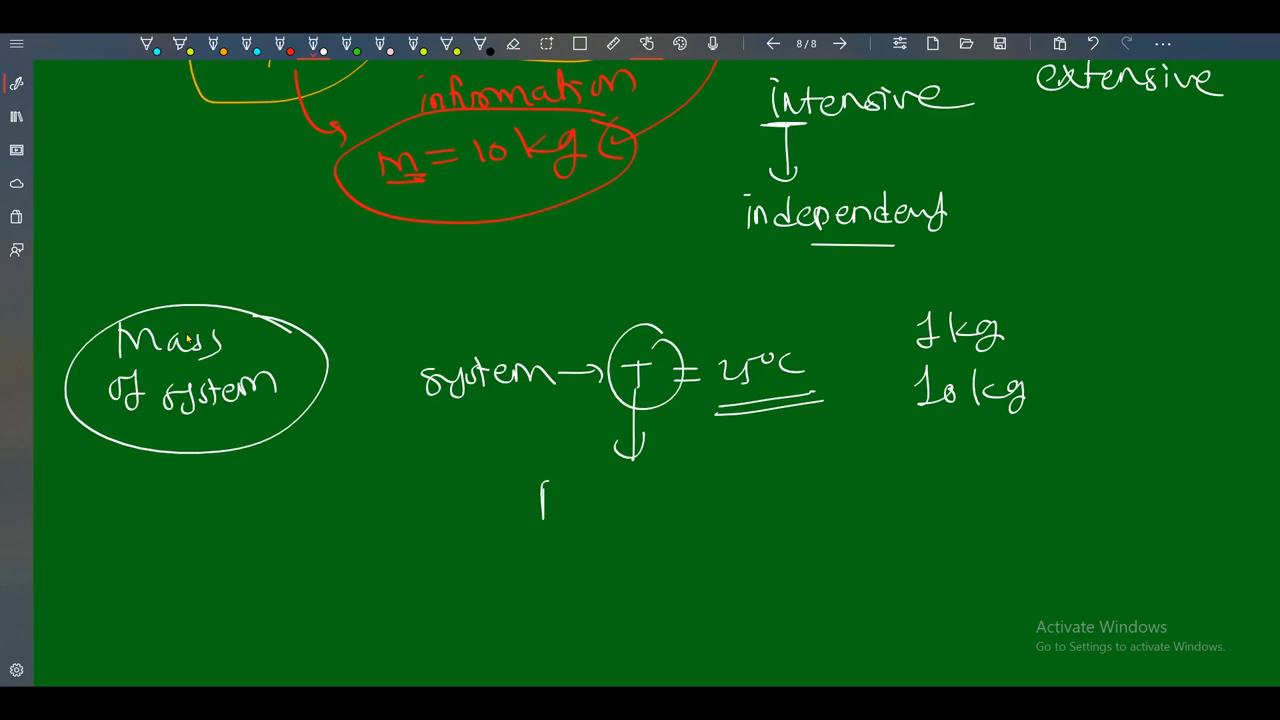 8/8
extensive
information
intensive
m = 10 kg
independent
Mass
of system
system → T = 25°C
1 kg
10 kg
Activate Windows
Go to Settings to activate Windows.